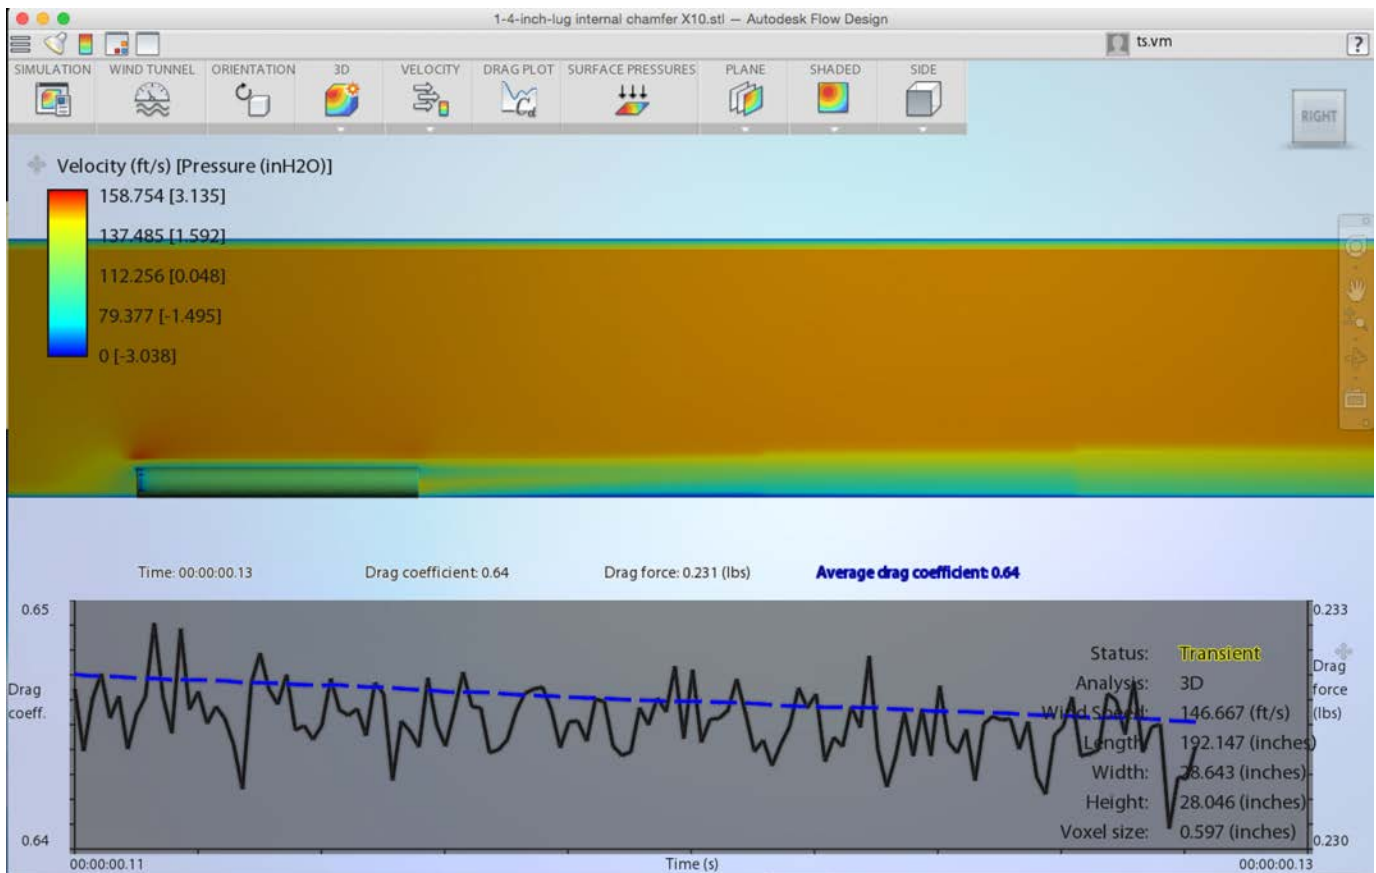 1-4-inch-lug internal chamfer X10.stl — Autodesk Flow Design
ts.vm
?
SIMULATION WIND TUNNEL ORIENTATION 3D VELOCITY DRAG PLOT SURFACE PRESSURES PLANE SHADED SIDE
Cd
RIGHT
Velocity (ft/s) [Pressure (inH2O)]
158.754 [3.135]
137.485 [1.592]
112.256 [0.048]
79.377 [-1.495]
0 [-3.038]
Time: 00:00:00.13 Drag coefficient: 0.64 Drag force: 0.231 (lbs) Average drag coefficient: 0.64
0.65
Drag
coeff.
0.64
Status: Transient
Analysis: 3D
Wind Speed: 146.667 (ft/s)
Length: 192.147 (inches)
Width: 28.643 (inches)
Height: 28.046 (inches)
Voxel size: 0.597 (inches)
0.233
Drag
force
(lbs)
0.230
00:00:00.11 Time (s) 00:00:00.13